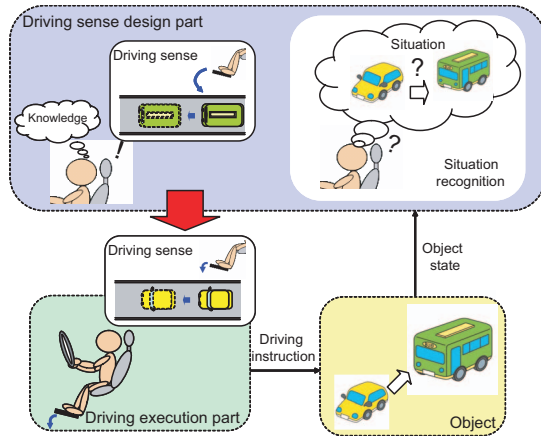 Driving sense design part
Driving sense
Knowledge
!
Situation
?
?
Situation
recognition
Driving sense
Object
state
Driving
instruction
Driving execution part
Object